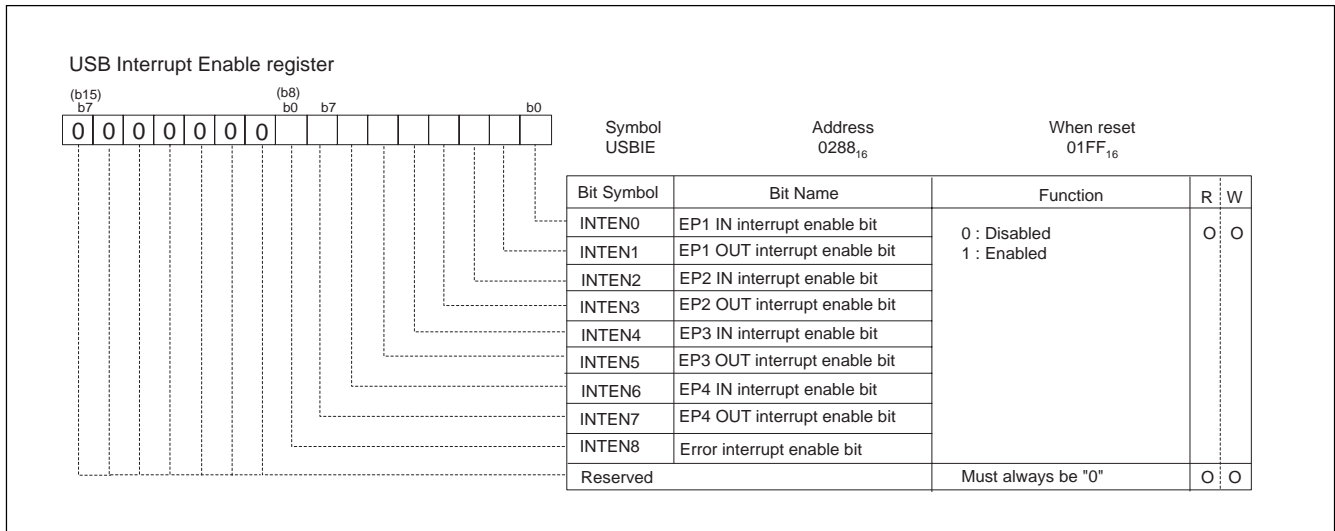 USB Interrupt Enable register
(b15) (b8)
b7 b0 b7 b0
0 0 0 0 0 0 0
Symbol Address When reset
USBIE 0288₁₆ 01FF₁₆
Bit Symbol Bit Name Function R W
INTEN0 EP1 IN interrupt enable bit 0 : Disabled O O
INTEN1 EP1 OUT interrupt enable bit 1 : Enabled
INTEN2 EP2 IN interrupt enable bit
INTEN3 EP2 OUT interrupt enable bit
INTEN4 EP3 IN interrupt enable bit
INTEN5 EP3 OUT interrupt enable bit
INTEN6 EP4 IN interrupt enable bit
INTEN7 EP4 OUT interrupt enable bit
INTEN8 Error interrupt enable bit
Reserved Must always be "0" O O